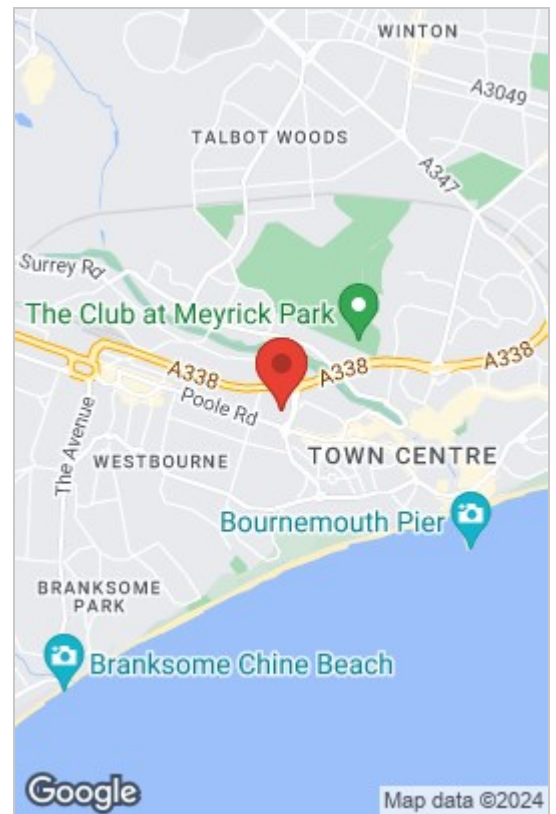 WINTON
A3049
TALBOT WOODS
A347
Surrey Rd
The Club at Meyrick Park
A338
A338
A338
Poole Rd
The Avenue
WESTBOURNE
TOWN CENTRE
Bournemouth Pier
BRANKSOME
PARK
Branksome Chine Beach
Google
Map data ©2024